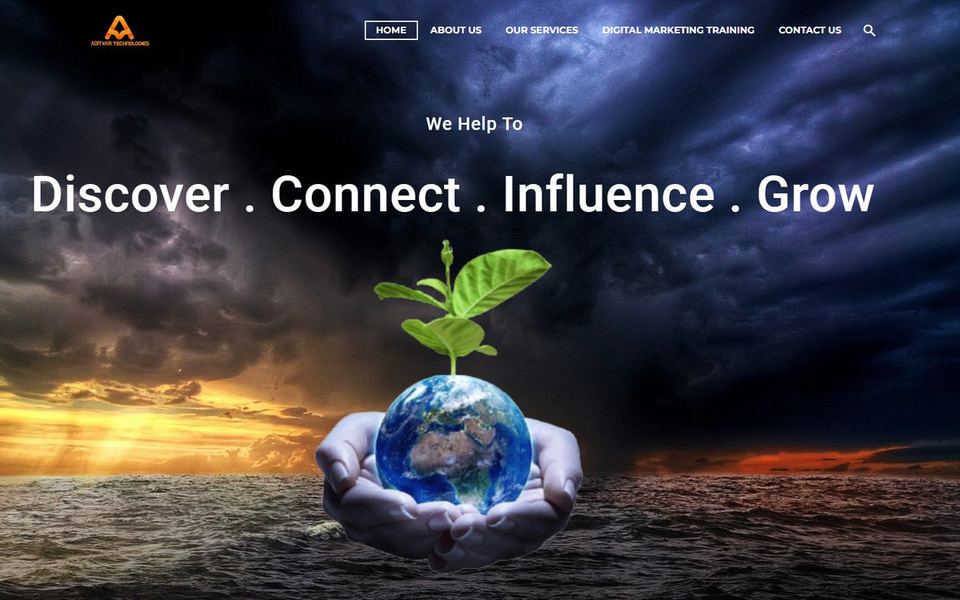 ADITYAM TECHNOLOGIES
HOME ABOUT US OUR SERVICES DIGITAL MARKETING TRAINING CONTACT US
We Help To
Discover . Connect . Influence . Grow